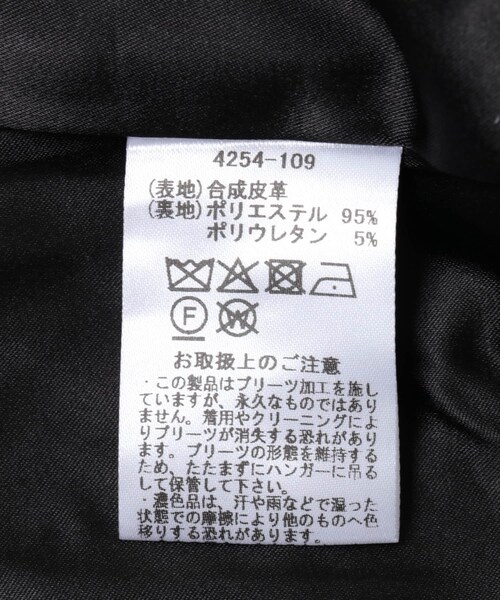 4254-109
(表地)合成皮革
(裏地)ポリエステル 95%
ポリウレタン 5%
F W
お取扱上のご注意
・この製品はプリーツ加工を施し
ていますが、永久なものではあり
ません。着用やクリーニングによ
りプリーツが消失する恐れがあり
ます。プリーツの形態を維持する
ため、たたまずにハンガーに吊る
して保管して下さい。
・濃色品は、汗や雨などで湿った
状態での摩擦により他のものへ色
移りする恐れがあります。